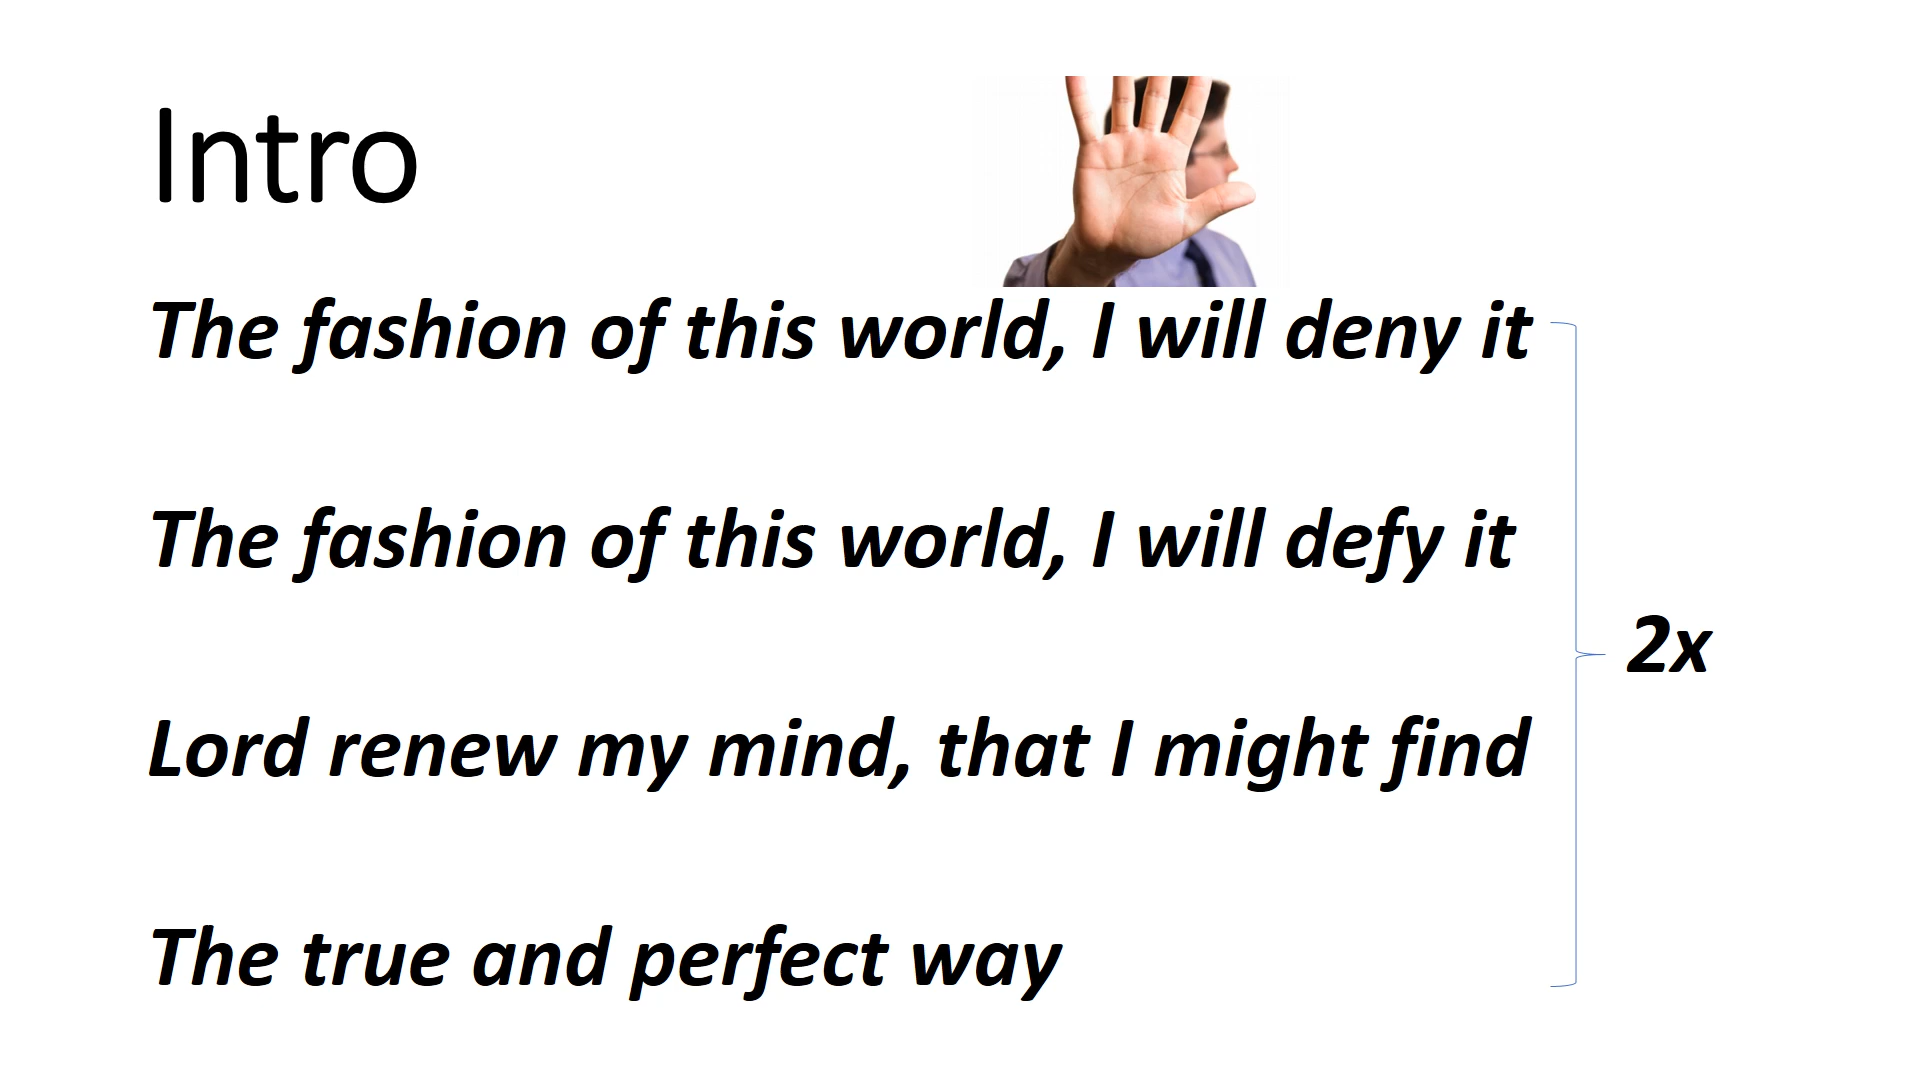 Intro
The fashion of this world, I will deny it
The fashion of this world, I will defy it
2x
Lord renew my mind, that I might find
The true and perfect way